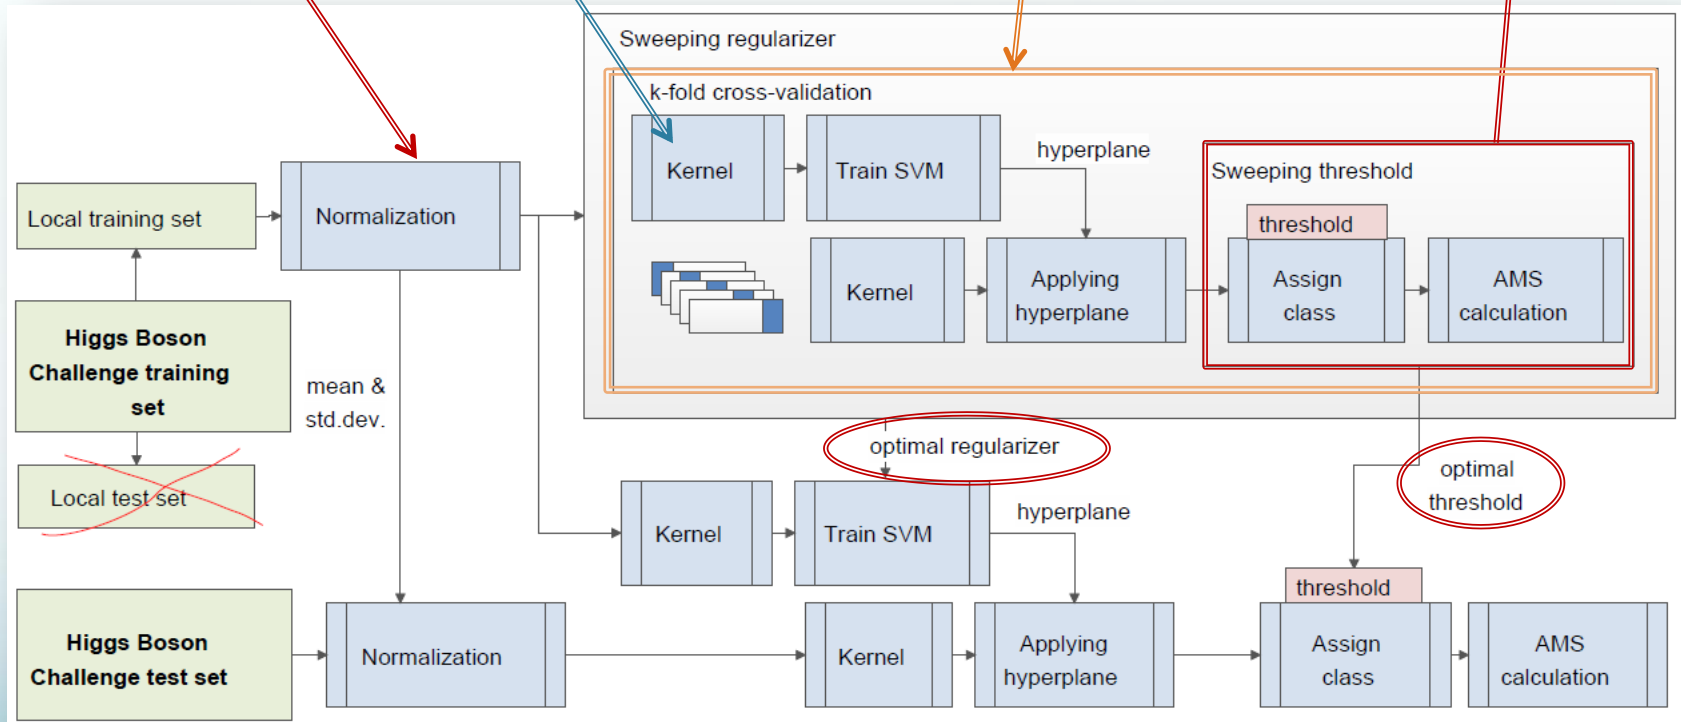 Sweeping regularizer
k-fold cross-validation
Kernel
Train SVM
hyperplane
Sweeping threshold
threshold
Kernel
Applying
hyperplane
Assign
class
AMS
calculation
Local training set
Normalization
Higgs Boson
Challenge training
set
mean &
std.dev.
Local test set
optimal regularizer
optimal
threshold
Kernel
Train SVM
hyperplane
threshold
Higgs Boson
Challenge test set
Normalization
Kernel
Applying
hyperplane
Assign
class
AMS
calculation